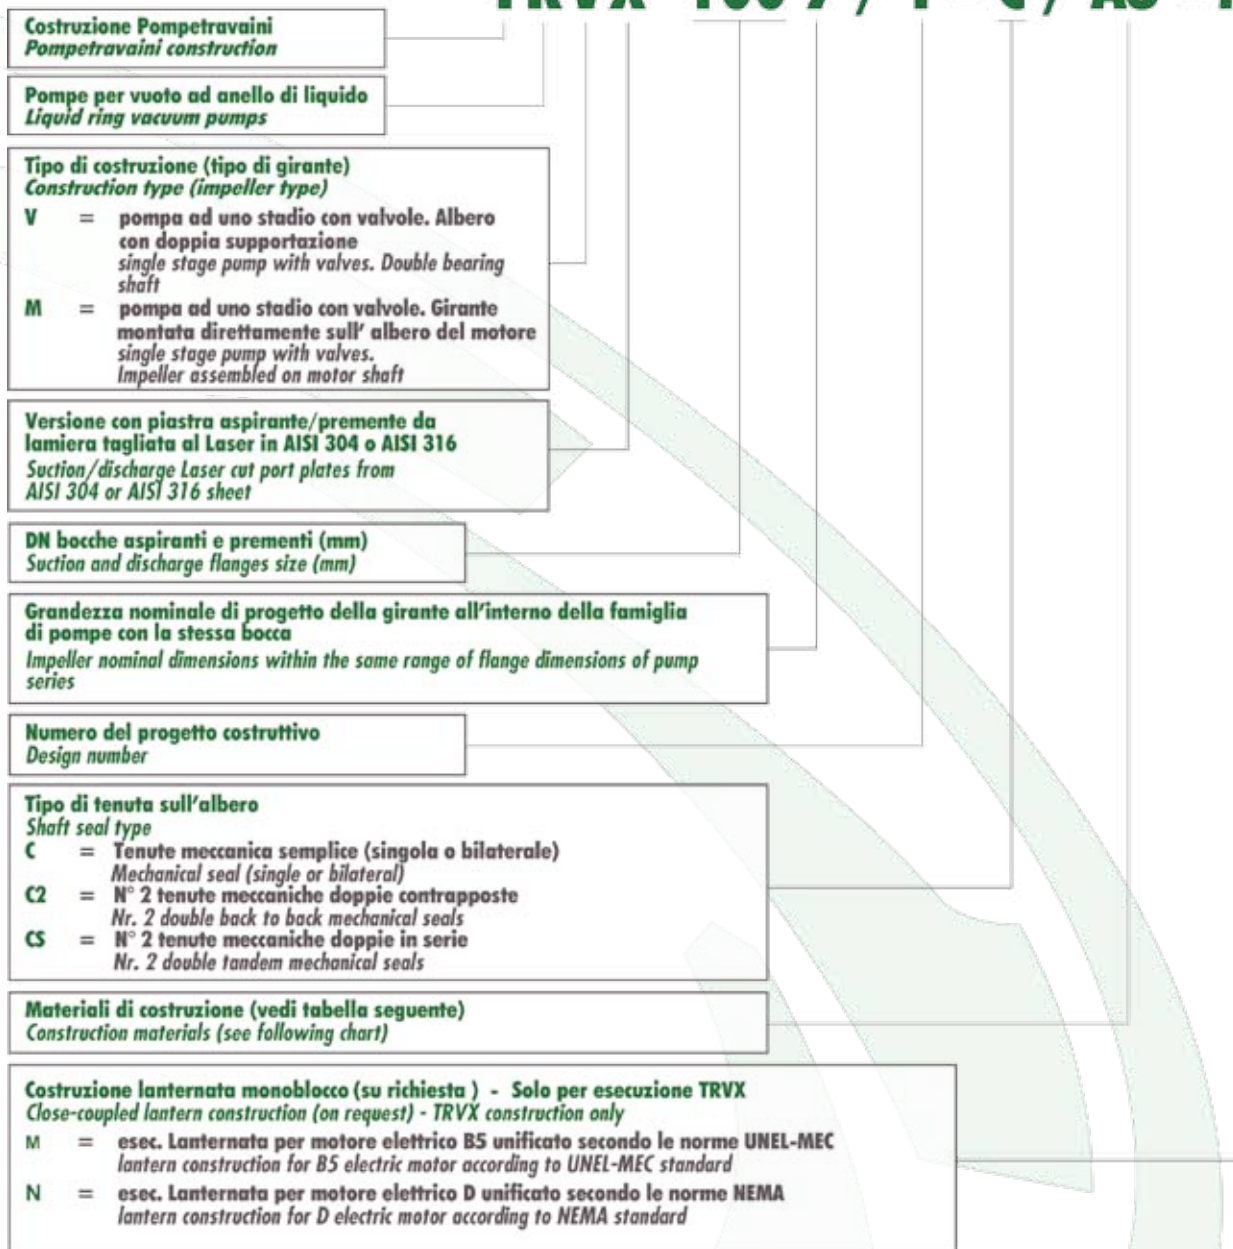 Costruzione Pompetravaini
Pompetravaini construction
Pompe per vuoto ad anello di liquido
Liquid ring vacuum pumps
Tipo di costruzione (tipo di girante)
Construction type (impeller type)
V = pompa ad uno stadio con valvole. Albero
con doppia supportazione
single stage pump with valves. Double bearing
shaft
M = pompa ad uno stadio con valvole. Girante
montata direttamente sull' albero del motore
single stage pump with valves.
Impeller assembled on motor shaft
Versione con piastra aspirante/premente da
lamiera tagliata al Laser in AISI 304 o AISI 316
Suction/discharge Laser cut port plates from
AISI 304 or AISI 316 sheet
DN bocche aspiranti e prementi (mm)
Suction and discharge flanges size (mm)
Grandezza nominale di progetto della girante all'interno della famiglia
di pompe con la stessa bocca
Impeller nominal dimensions within the same range of flange dimensions of pump
series
Numero del progetto costruttivo
Design number
Tipo di tenuta sull'albero
Shaft seal type
C = Tenute meccanica semplice (singola o bilaterale)
Mechanical seal (single or bilateral)
C2 = N° 2 tenute meccaniche doppie contrapposte
Nr. 2 double back to back mechanical seals
CS = N° 2 tenute meccaniche doppie in serie
Nr. 2 double tandem mechanical seals
Materiali di costruzione (vedi tabella seguente)
Construction materials (see following chart)
Costruzione lanternata monoblocco (su richiesta ) - Solo per esecuzione TRVX
Close-coupled lantern construction (on request) - TRVX construction only
M = esec. Lanternata per motore elettrico B5 unificato secondo le norme UNEL-MEC
lantern construction for B5 electric motor according to UNEL-MEC standard
N = esec. Lanternata per motore elettrico D unificato secondo le norme NEMA
lantern construction for D electric motor according to NEMA standard